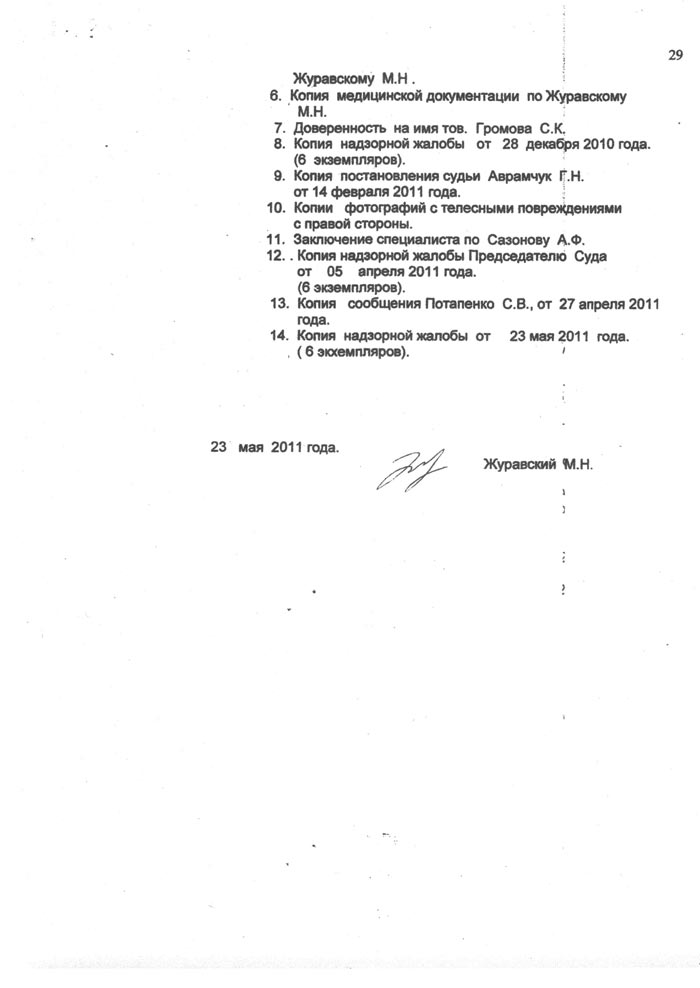 29
Журавскому М.Н .
6. Копия медицинской документации по Журавскому
М.Н.
7. Доверенность на имя тов. Громова С.К.
8. Копия надзорной жалобы от 28 декабря 2010 года.
(6 экземпляров).
9. Копия постановления судьи Аврамчук Г.Н.
от 14 февраля 2011 года.
10. Копии фотографий с телесными повреждениями
с правой стороны.
11. Заключение специалиста по Сазонову А.Ф.
12. . Копия надзорной жалобы Председателю Суда
от 05 апреля 2011 года.
(6 экземпляров).
13. Копия сообщения Потапенко С.В., от 27 апреля 2011
года.
14. Копия надзорной жалобы от 23 мая 2011 года.
( 6 экхемпляров).
23 мая 2011 года.
Журавский М.Н.